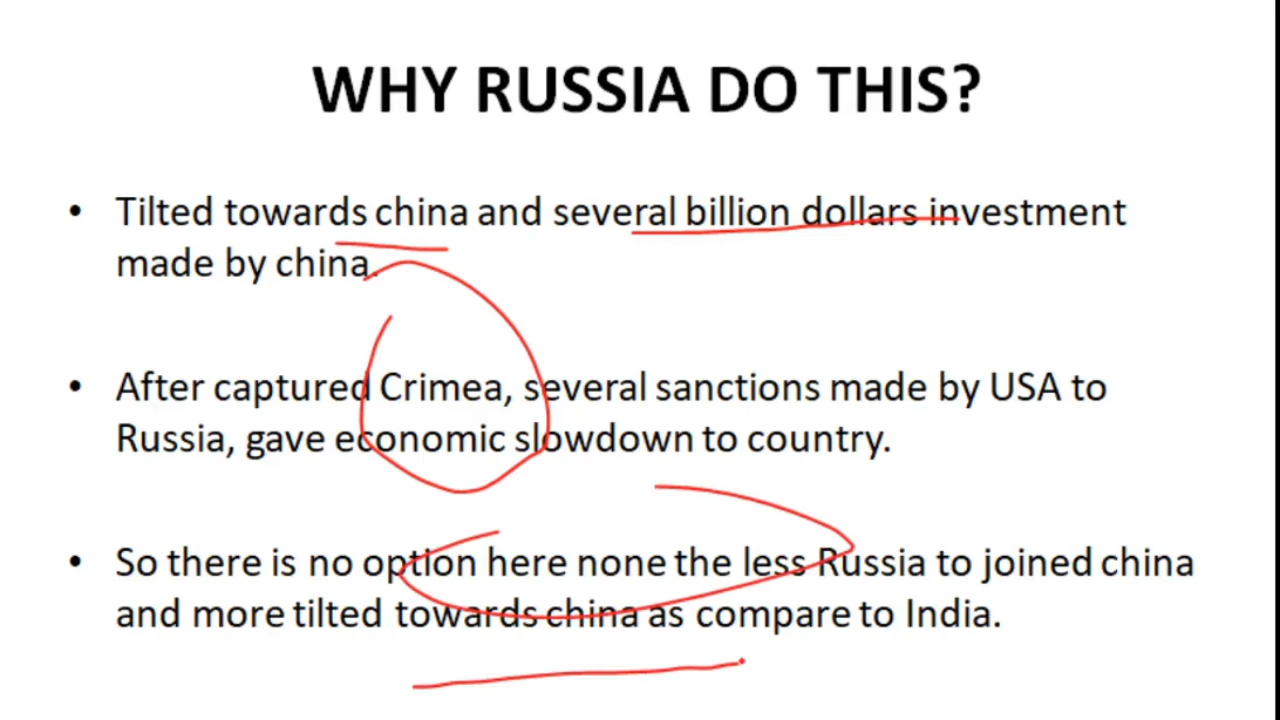 WHY RUSSIA DO THIS?
• Tilted towards china and several billion dollars investment
made by china.
• After captured Crimea, several sanctions made by USA to
Russia, gave economic slowdown to country.
• So there is no option here none the less Russia to joined china
and more tilted towards china as compare to India.